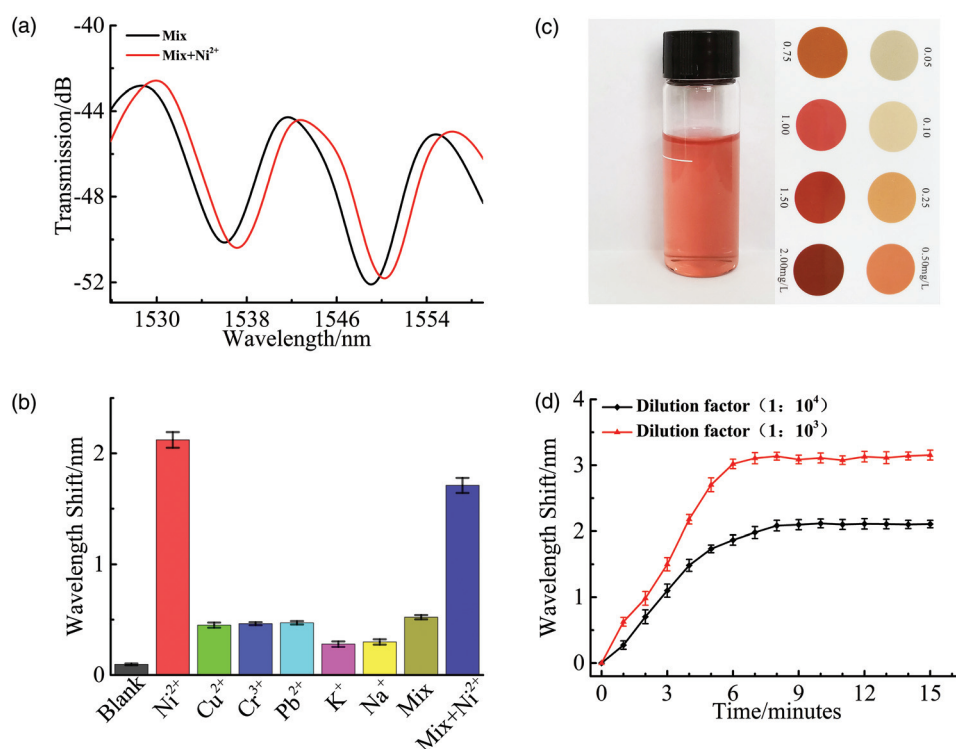 (a)
Mix
Mix+Ni²⁺
-40
-44
-48
-52
Transmission/dB
1530
1538
1546
1554
Wavelength/nm
(c)
0.75
0.05
1.00
0.10
1.50
0.25
2.00mg/L
0.50mg/L
(b)
2
1
0
Wavelength Shift/nm
Blank
Ni²⁺
Cu²⁺
Cr³⁺
Pb²⁺
K⁺
Na⁺
Mix
Mix+Ni²⁺
(d)
Dilution factor（1：10⁴）
Dilution factor（1：10³）
4
3
2
1
0
Wavelength Shift/nm
0
3
6
9
12
15
Time/minutes